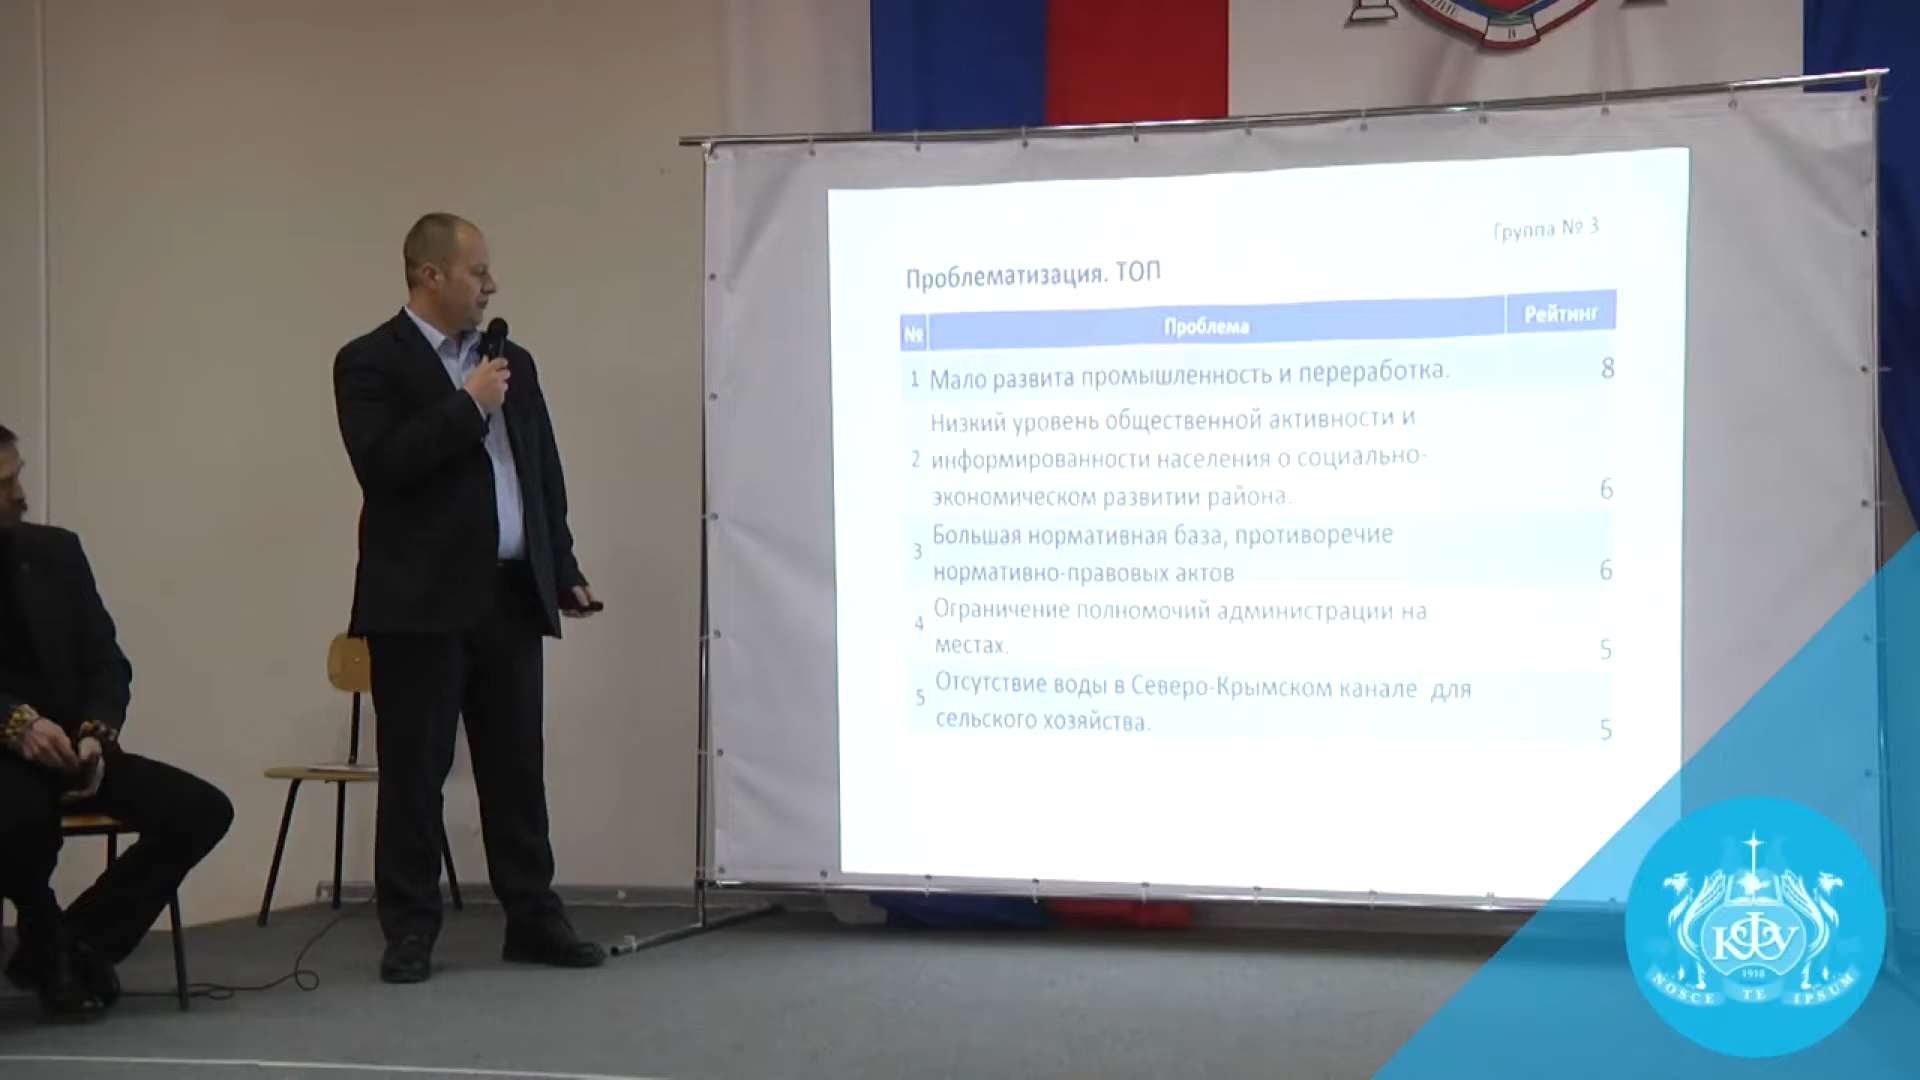 В
Группа № 3
Проблематизация. ТОП
№ Проблема Рейтинг
1 Мало развита промышленность и переработка. 8
Низкий уровень общественной активности и
2 информированности населения о социально-
экономическом развитии района. 6
Большая нормативная база, противоречие
3 нормативно-правовых актов 6
4 Ограничение полномочий администрации на
местах. 5
5 Отсутствие воды в Северо-Крымском канале для
сельского хозяйства. 5
КФУ
1918
NOSCE TE IPSUM